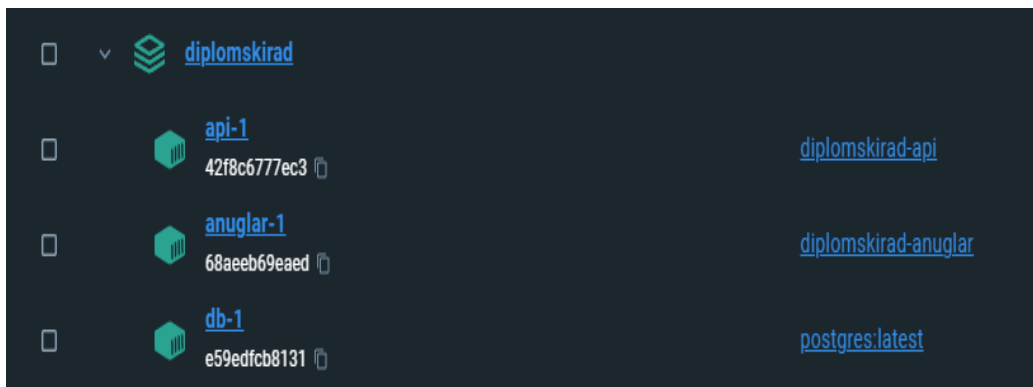 diplomskirad
api-1
42f8c6777ec3
diplomskirad-api
anuglar-1
68aeeb69eaed
diplomskirad-anuglar
db-1
e59edfcb8131
postgres:latest